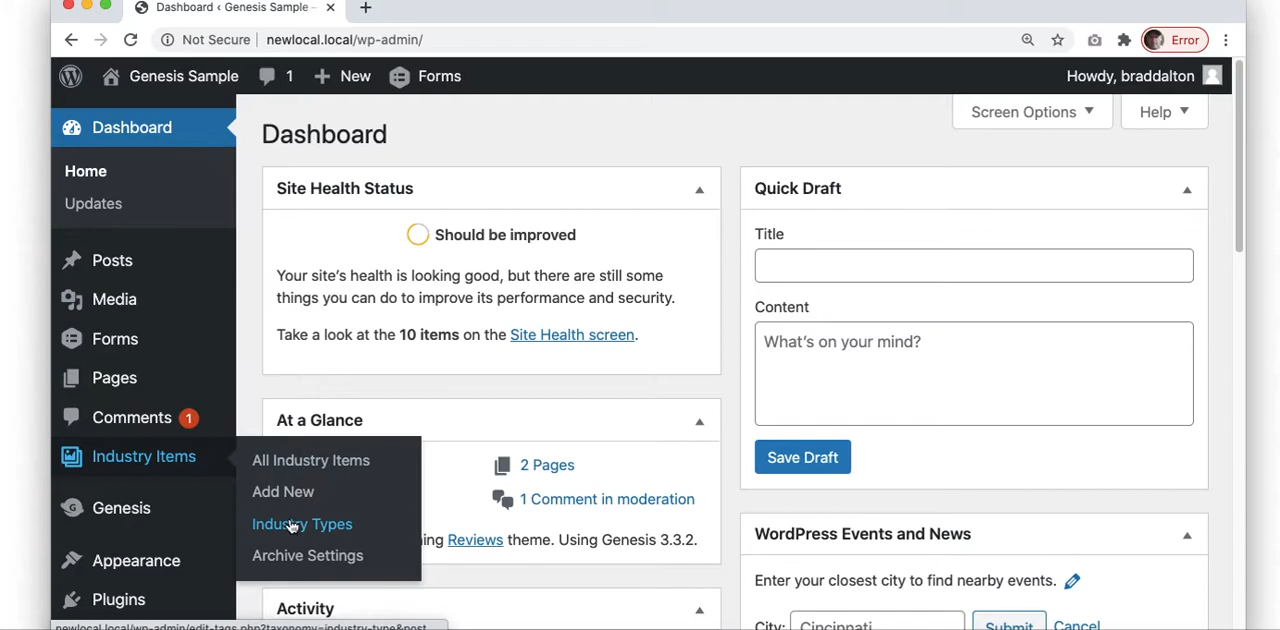 Dashboard ‹ Genesis Sample –
Not Secure | newlocal.local/wp-admin/
Error
Genesis Sample 1 New Forms
Howdy, braddalton
Dashboard
Home
Updates
Posts
Media
Forms
Pages
Comments 1
Industry Items
Genesis
Appearance
Plugins
All Industry Items
Add New
Industry Types
Archive Settings
Screen Options ▼
Help ▼
Dashboard
Site Health Status
Should be improved
Your site's health is looking good, but there are still some
things you can do to improve its performance and security.
Take a look at the 10 items on the Site Health screen.
At a Glance
2 Pages
1 Comment in moderation
ing Reviews theme. Using Genesis 3.3.2.
Activity
Quick Draft
Title
Content
What's on your mind?
Save Draft
WordPress Events and News
Enter your closest city to find nearby events.
City: Cincinnati Submit Cancel
newlocal.local/wp-admin/edit-tags.php?taxonomy=industry-type&post